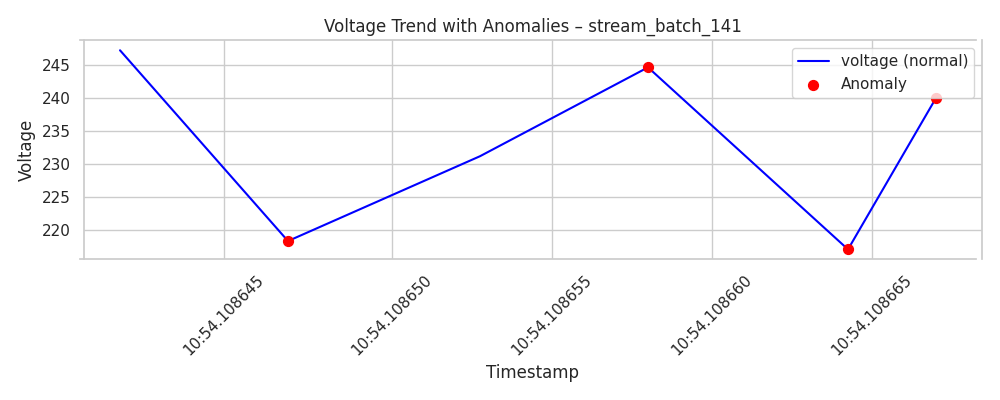 Voltage Trend with Anomalies – stream_batch_141
voltage (normal)
Anomaly
Voltage
245
240
235
230
225
220
10:54.108645
10:54.108650
10:54.108655
10:54.108660
10:54.108665
Timestamp